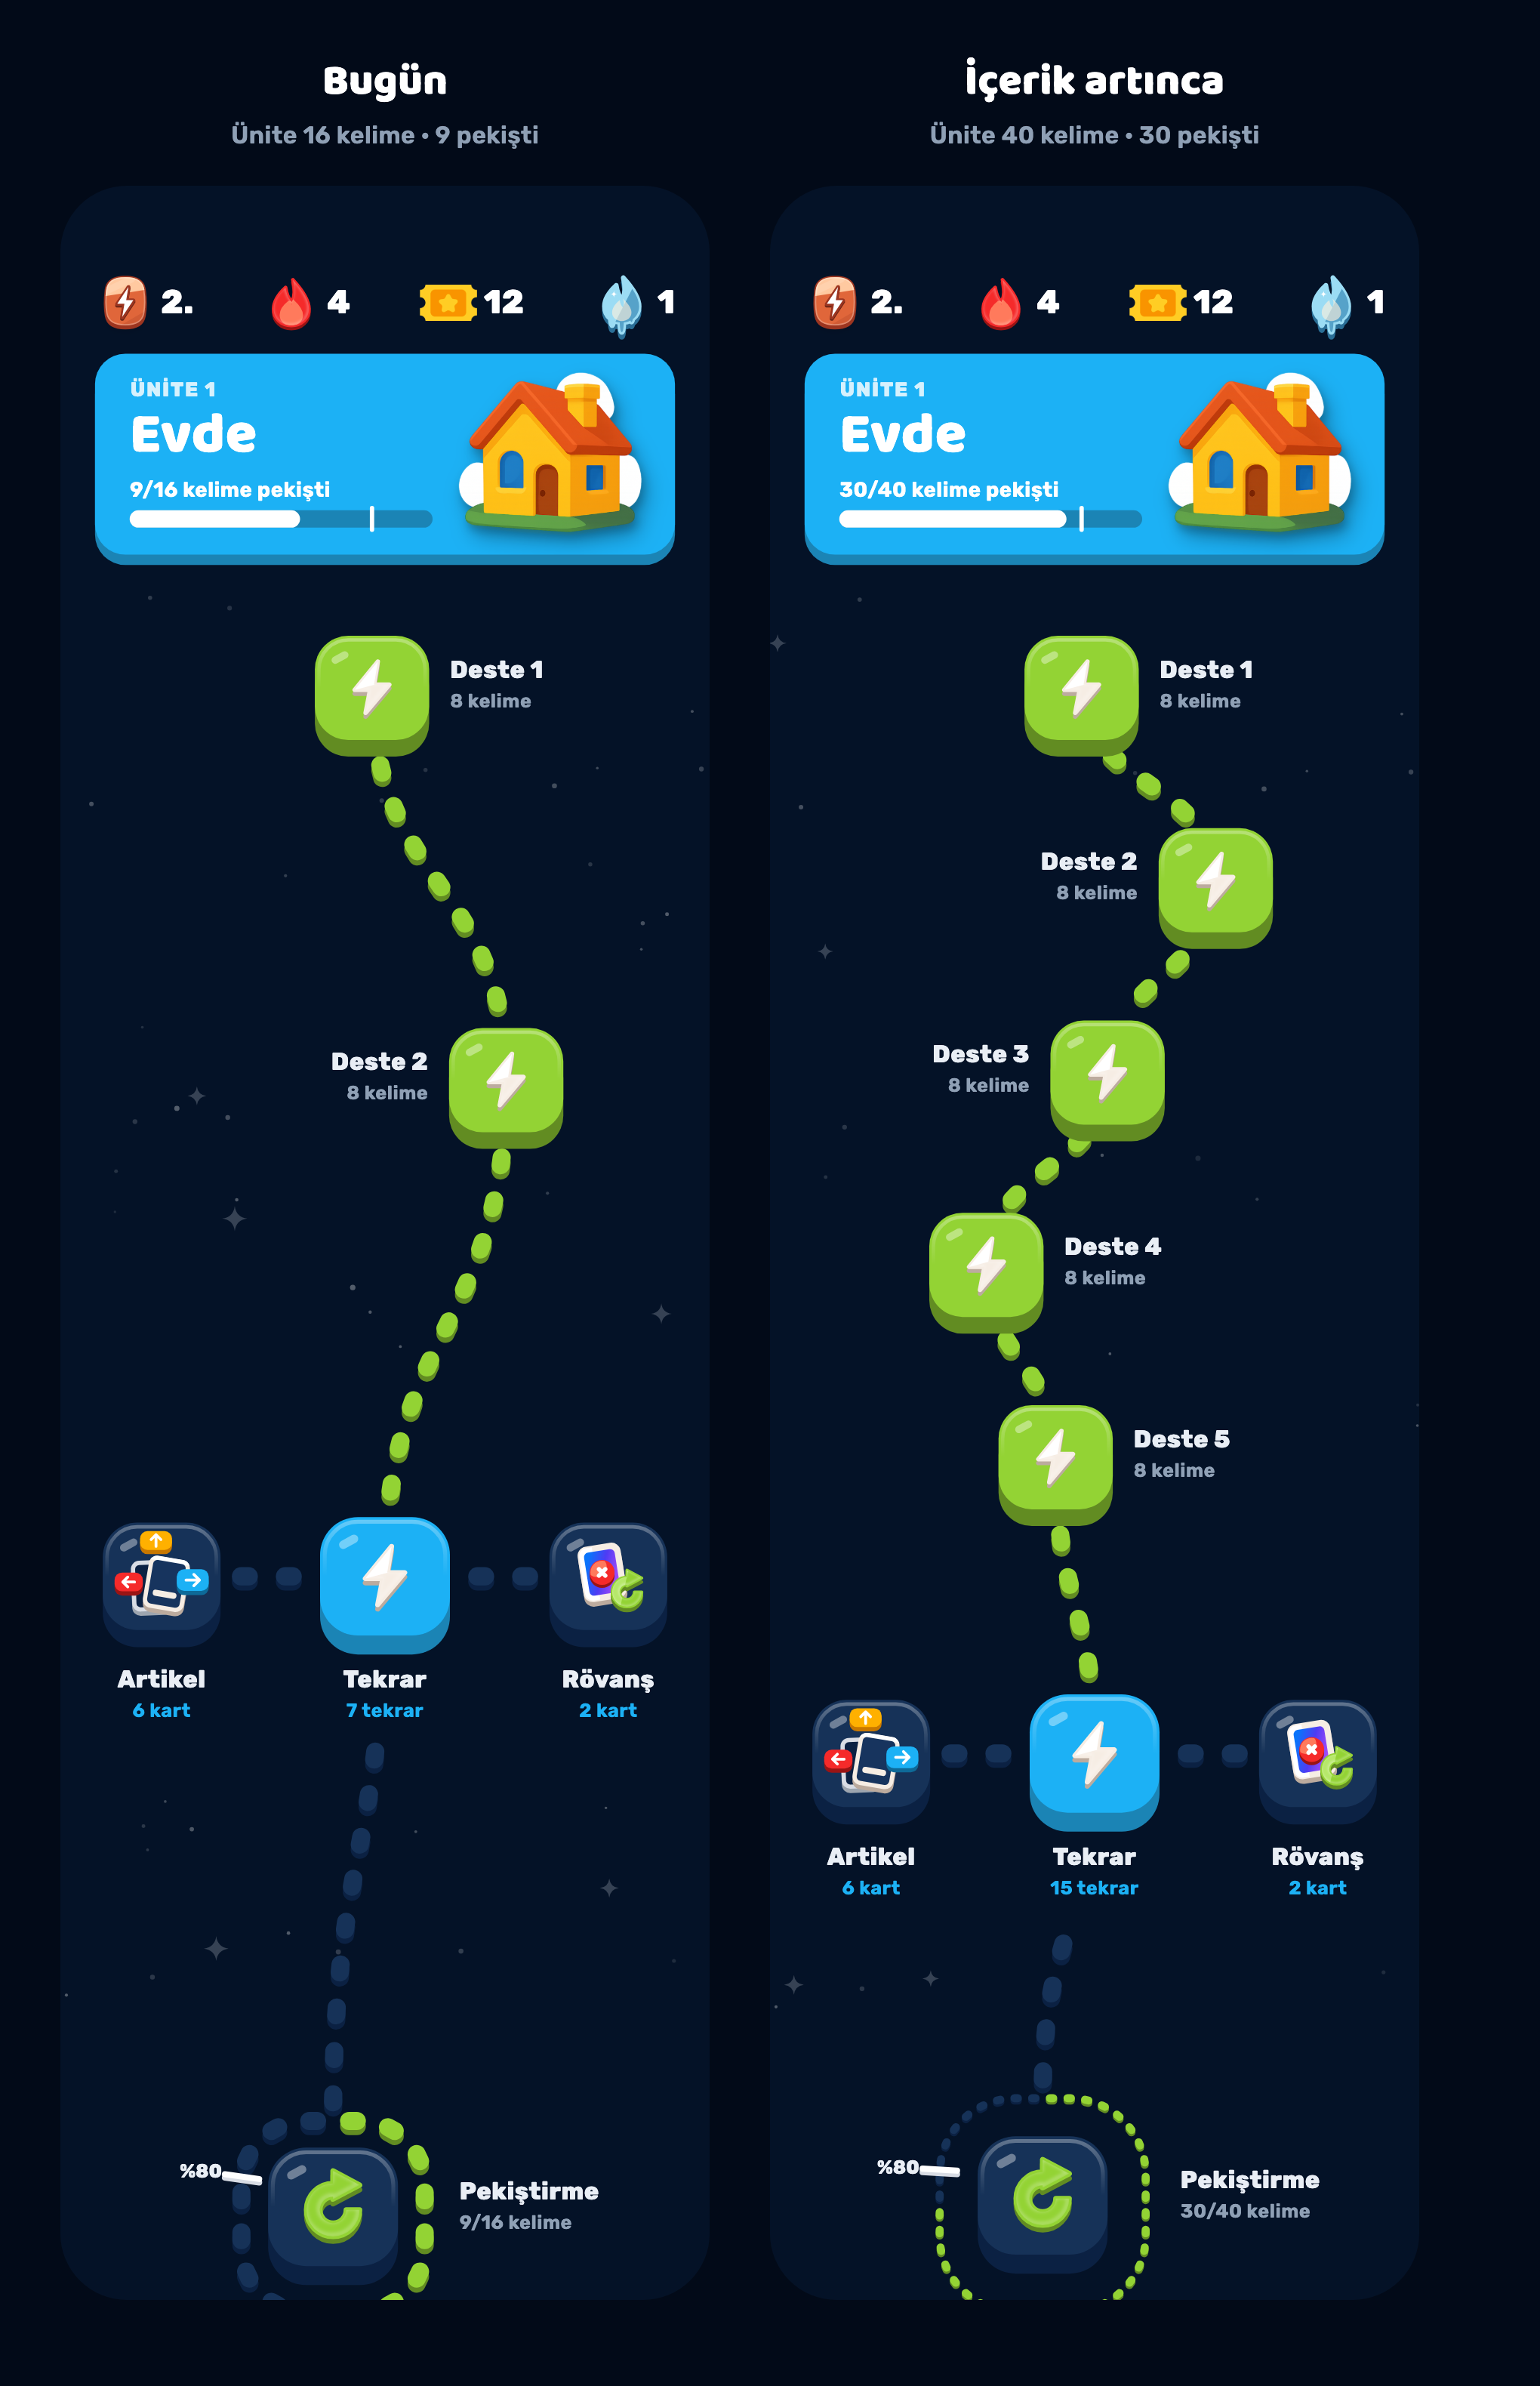 Bugün
Ünite 16 kelime • 9 pekişti
2.
4
12
1
ÜNİTE 1
Evde
9/16 kelime pekişti
Deste 1
8 kelime
Deste 2
8 kelime
Artikel
6 kart
Tekrar
7 tekrar
Rövanş
2 kart
%80
Pekiştirme
9/16 kelime
İçerik artınca
Ünite 40 kelime • 30 pekişti
2.
4
12
1
ÜNİTE 1
Evde
30/40 kelime pekişti
Deste 1
8 kelime
Deste 2
8 kelime
Deste 3
8 kelime
Deste 4
8 kelime
Deste 5
8 kelime
Artikel
6 kart
Tekrar
15 tekrar
Rövanş
2 kart
%80
Pekiştirme
30/40 kelime